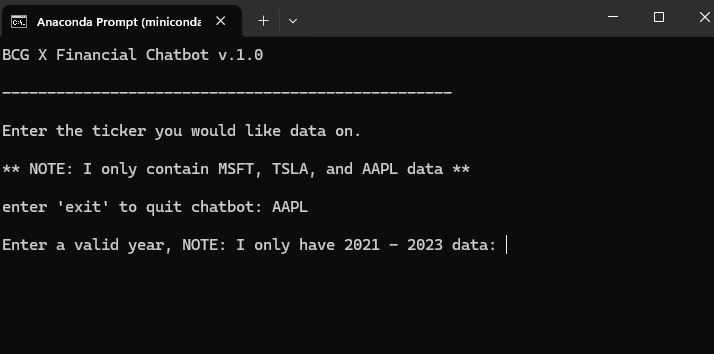 Anaconda Prompt (miniconda
BCG X Financial Chatbot v.1.0
--------------------------------------------------
Enter the ticker you would like data on.
** NOTE: I only contain MSFT, TSLA, and AAPL data **
enter 'exit' to quit chatbot: AAPL
Enter a valid year, NOTE: I only have 2021 - 2023 data: